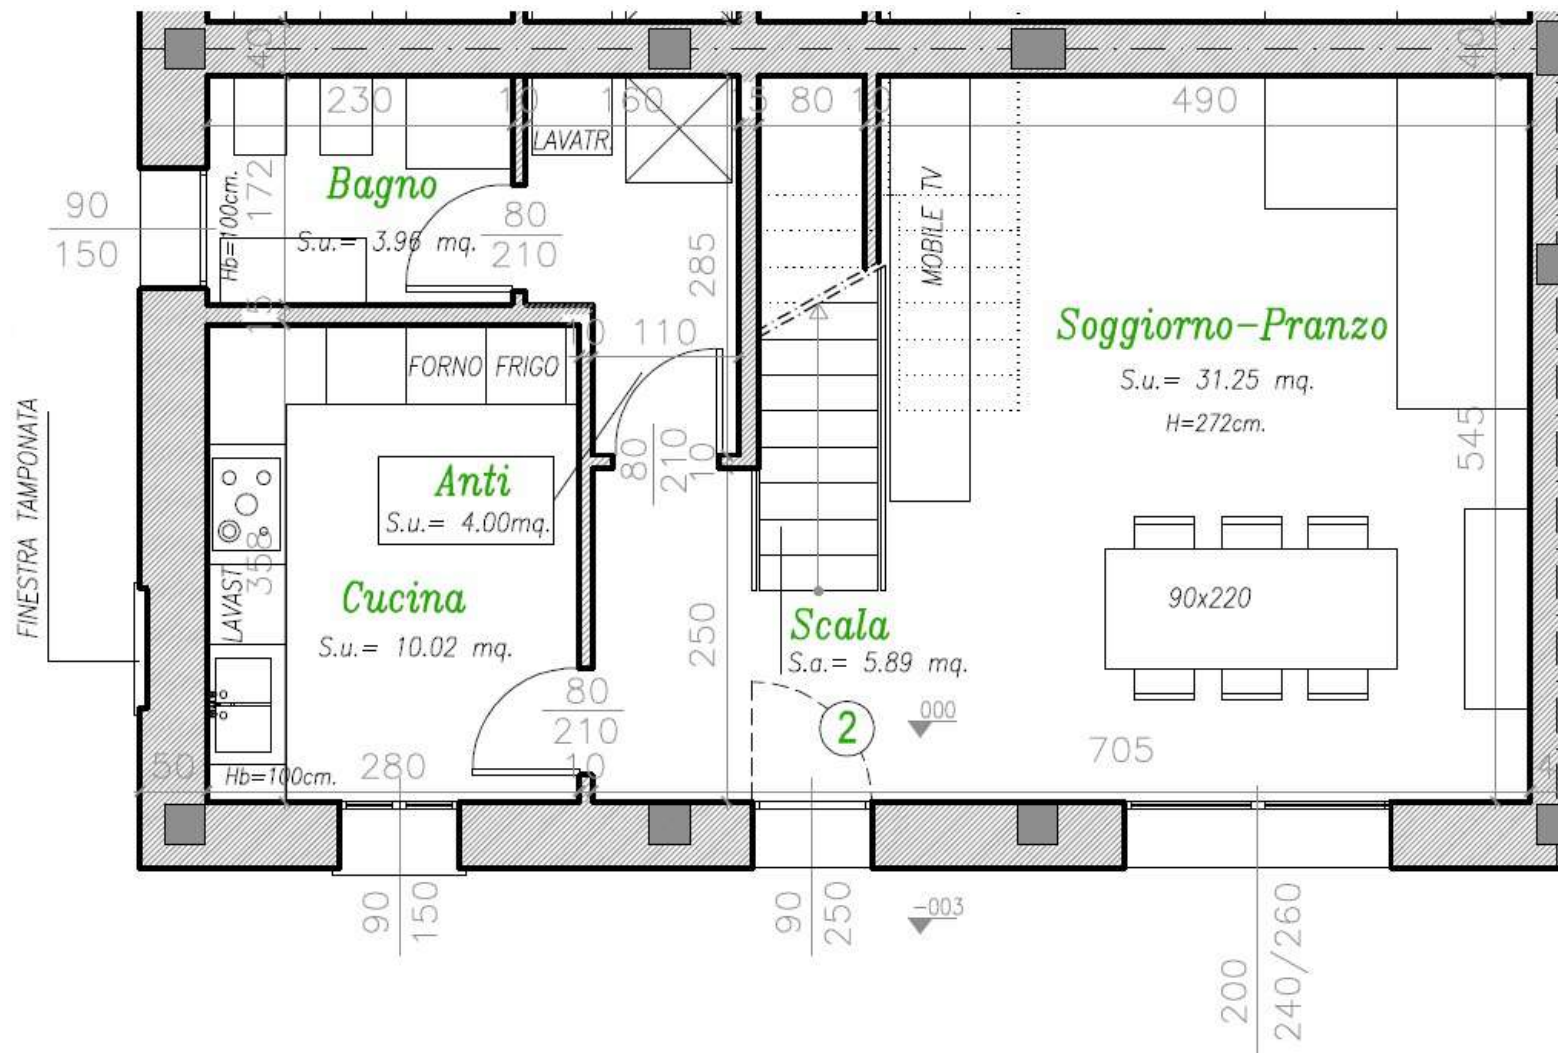 40
40
230
10
160
15
80
10
490
LAVATR.
Bagno
S.u.= 3.96 mq.
172
Hb=100cm.
90
150
80
210
285
MOBILE TV
Soggiorno-Pranzo
S.u.= 31.25 mq.
H=272cm.
545
15
10
110
FORNO
FRIGO
80
210
10
FINESTRA TAMPONATA
Anti
S.u.= 4.00mq.
358
LAVAST
Cucina
S.u.= 10.02 mq.
250
Scala
S.a.= 5.89 mq.
90x220
80
210
10
2
000
705
50
Hb=100cm.
280
4
90
150
90
250
-003
200
240/260